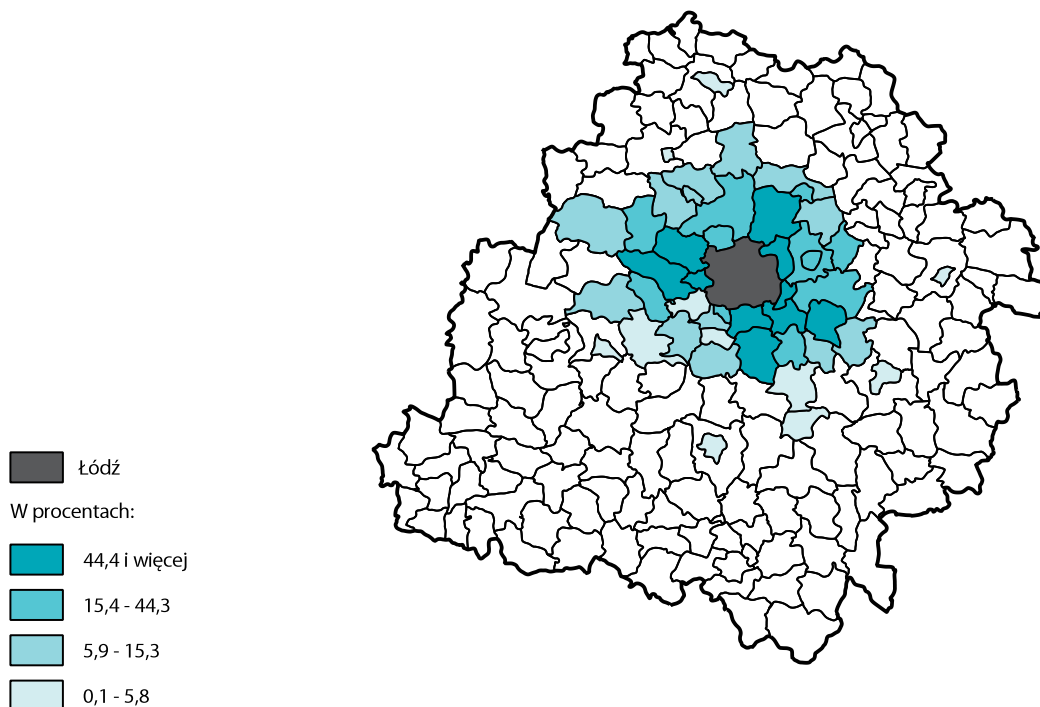 Łódź
W procentach:
44,4 i więcej
15,4 - 44,3
5,9 - 15,3
0,1 - 5,8